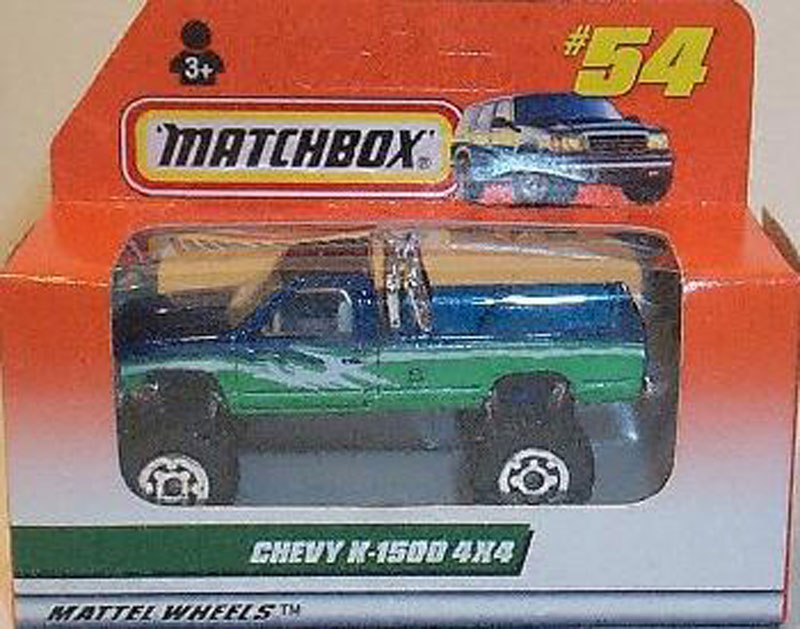 #54
3+
MATCHBOX®
CHEVY K-1500 4X4
MATTEL WHEELS™